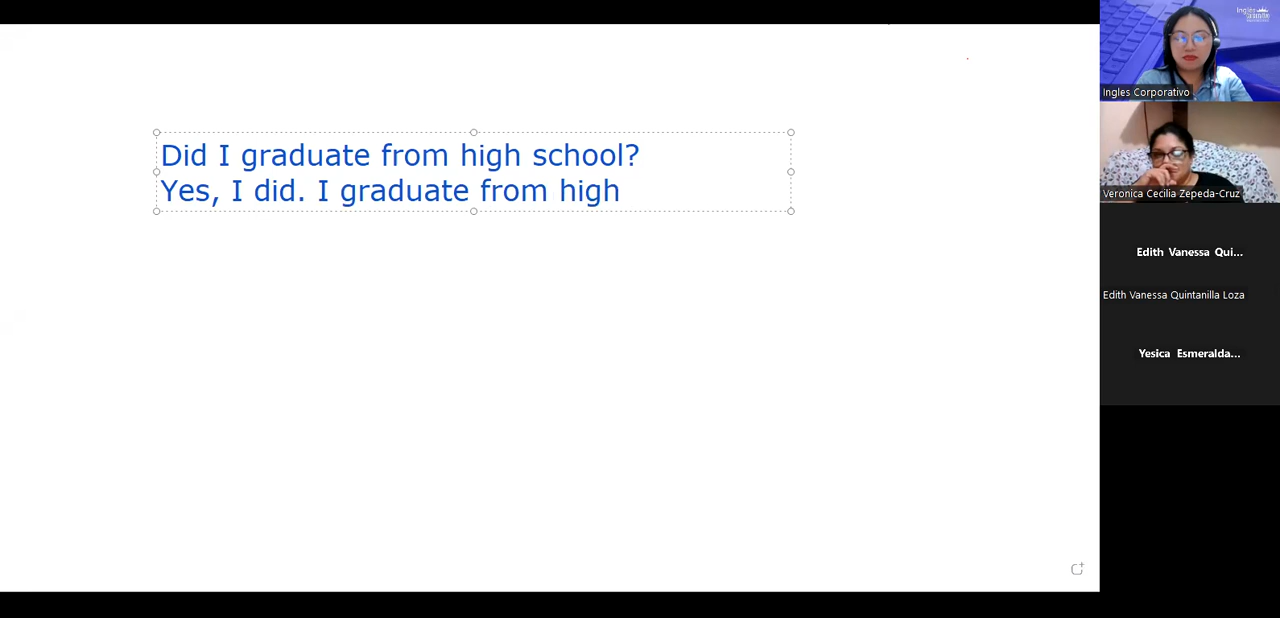 Did I graduate from high school?
Yes, I did. I graduate from high
Ingles
Ingles Corporativo
Veronica Cecilia Zepeda-Cruz
Edith Vanessa Qui...
Edith Vanessa Quintanilla Loza
Yesica Esmeralda...